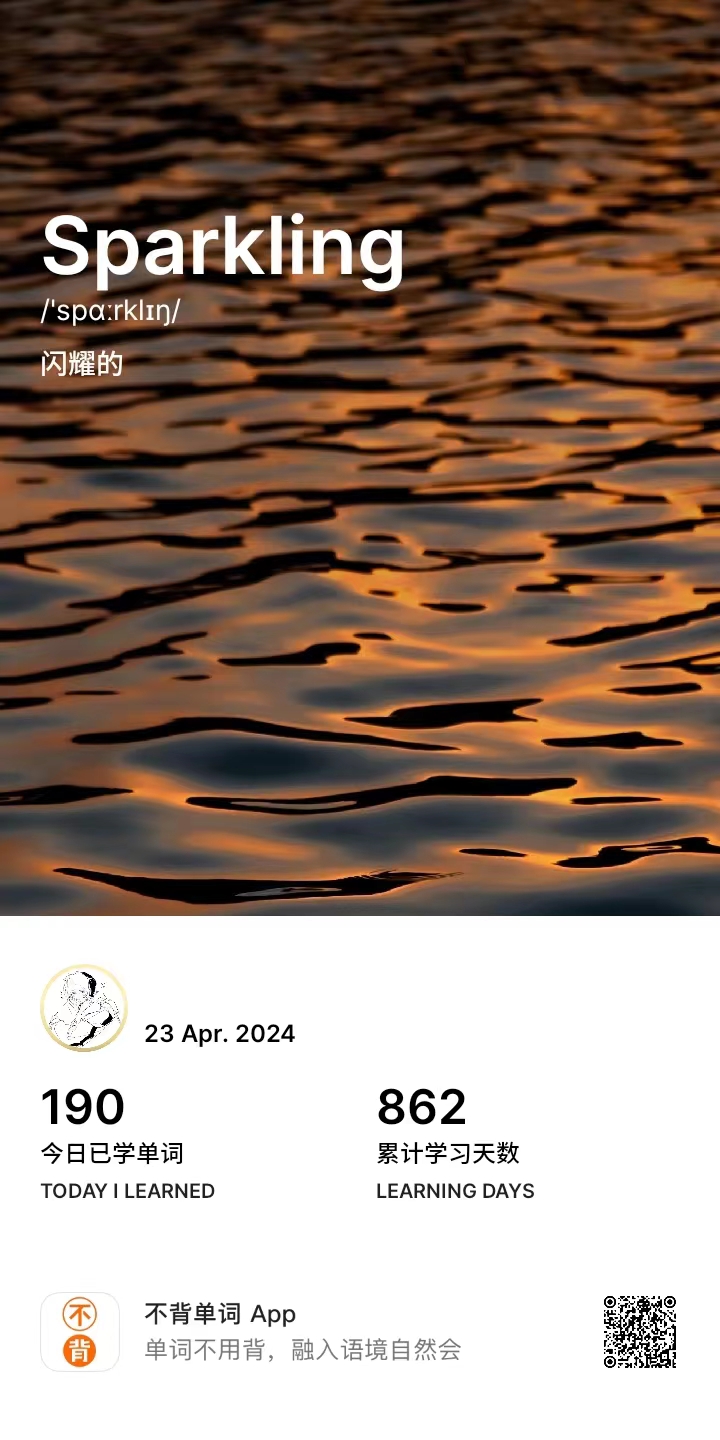 Sparkling
/ˈspɑːrklɪŋ/
闪耀的
23 Apr. 2024
190
今日已学单词
TODAY I LEARNED
862
累计学习天数
LEARNING DAYS
不
背
不背单词 App
单词不用背，融入语境自然会